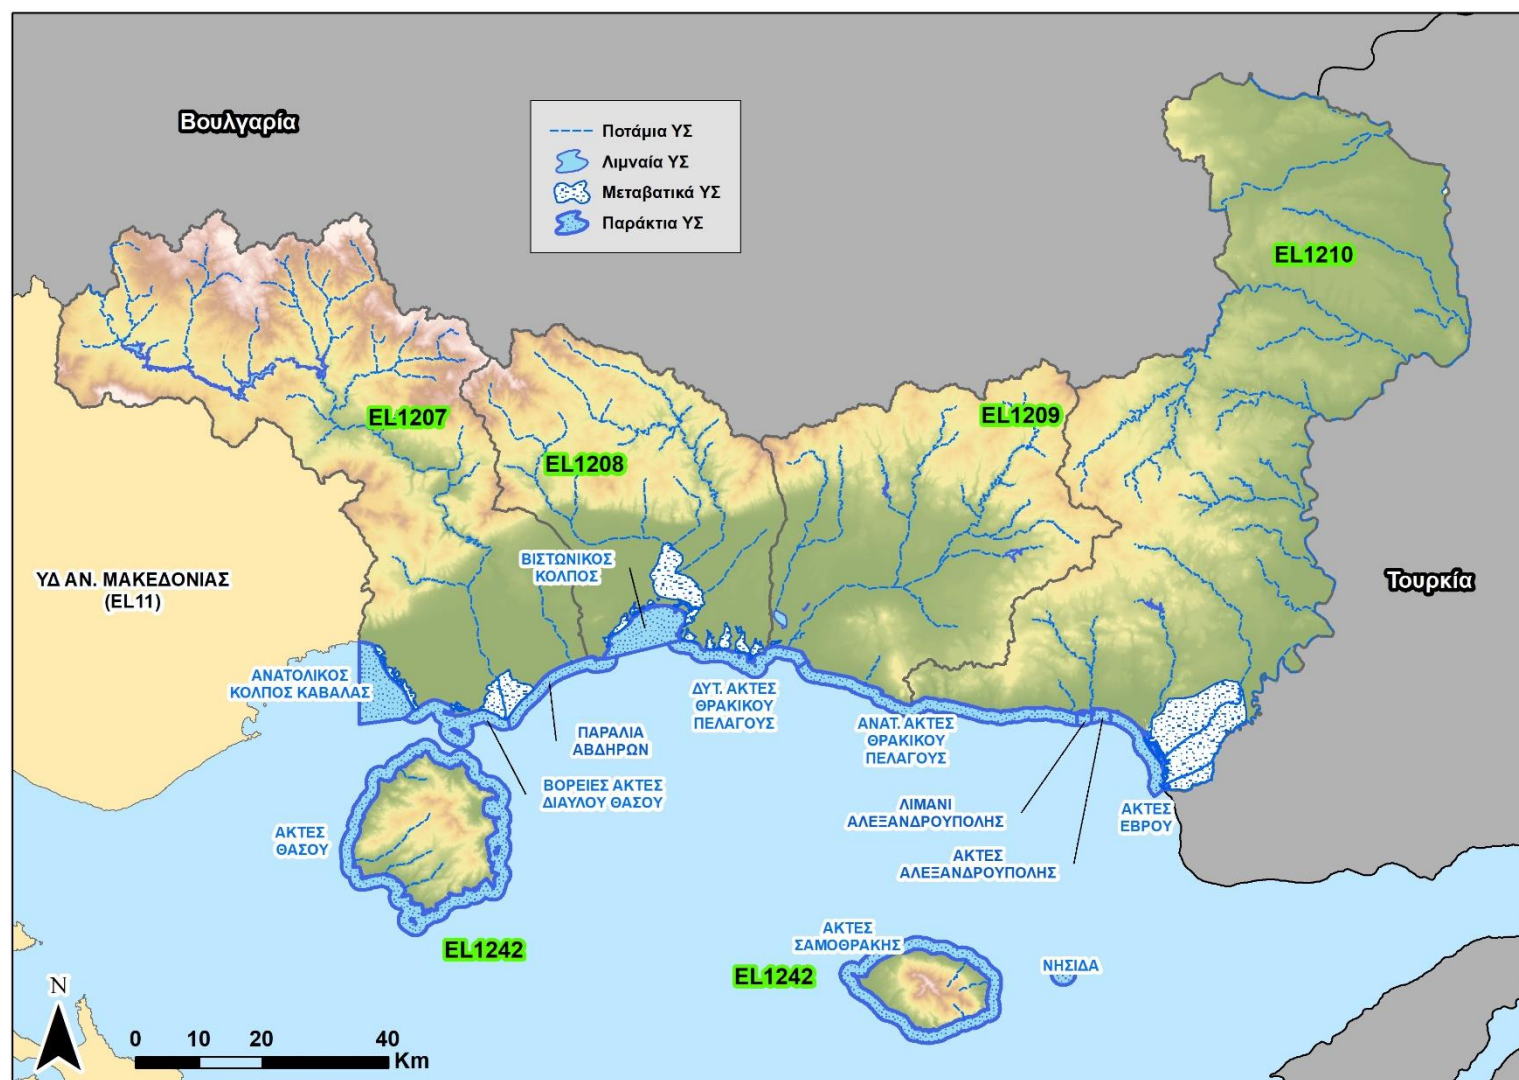 Βουλγαρία
Ποτάμια ΥΣ
Λιμναία ΥΣ
Μεταβατικά ΥΣ
Παράκτια ΥΣ
EL1210
EL1207
EL1209
EL1208
ΒΙΣΤΩΝΙΚΟΣ
ΚΟΛΠΟΣ
ΥΔ ΑΝ. ΜΑΚΕΔΟΝΙΑΣ
(EL11)
Τουρκία
ΑΝΑΤΟΛΙΚΟΣ
ΚΟΛΠΟΣ ΚΑΒΑΛΑΣ
ΔΥΤ. ΑΚΤΕΣ
ΘΡΑΚΙΚΟΥ
ΠΕΛΑΓΟΥΣ
ΑΝΑΤ. ΑΚΤΕΣ
ΘΡΑΚΙΚΟΥ
ΠΕΛΑΓΟΥΣ
ΠΑΡΑΛΙΑ
ΑΒΔΗΡΩΝ
ΒΟΡΕΙΕΣ ΑΚΤΕΣ
ΔΙΑΥΛΟΥ ΘΑΣΟΥ
ΛΙΜΑΝΙ
ΑΛΕΞΑΝΔΡΟΥΠΟΛΗΣ
ΑΚΤΕΣ
ΕΒΡΟΥ
ΑΚΤΕΣ
ΘΑΣΟΥ
ΑΚΤΕΣ
ΑΛΕΞΑΝΔΡΟΥΠΟΛΗΣ
EL1242
ΑΚΤΕΣ
ΣΑΜΟΘΡΑΚΗΣ
EL1242
ΝΗΣΙΔΑ
N
0 10 20 40
Km